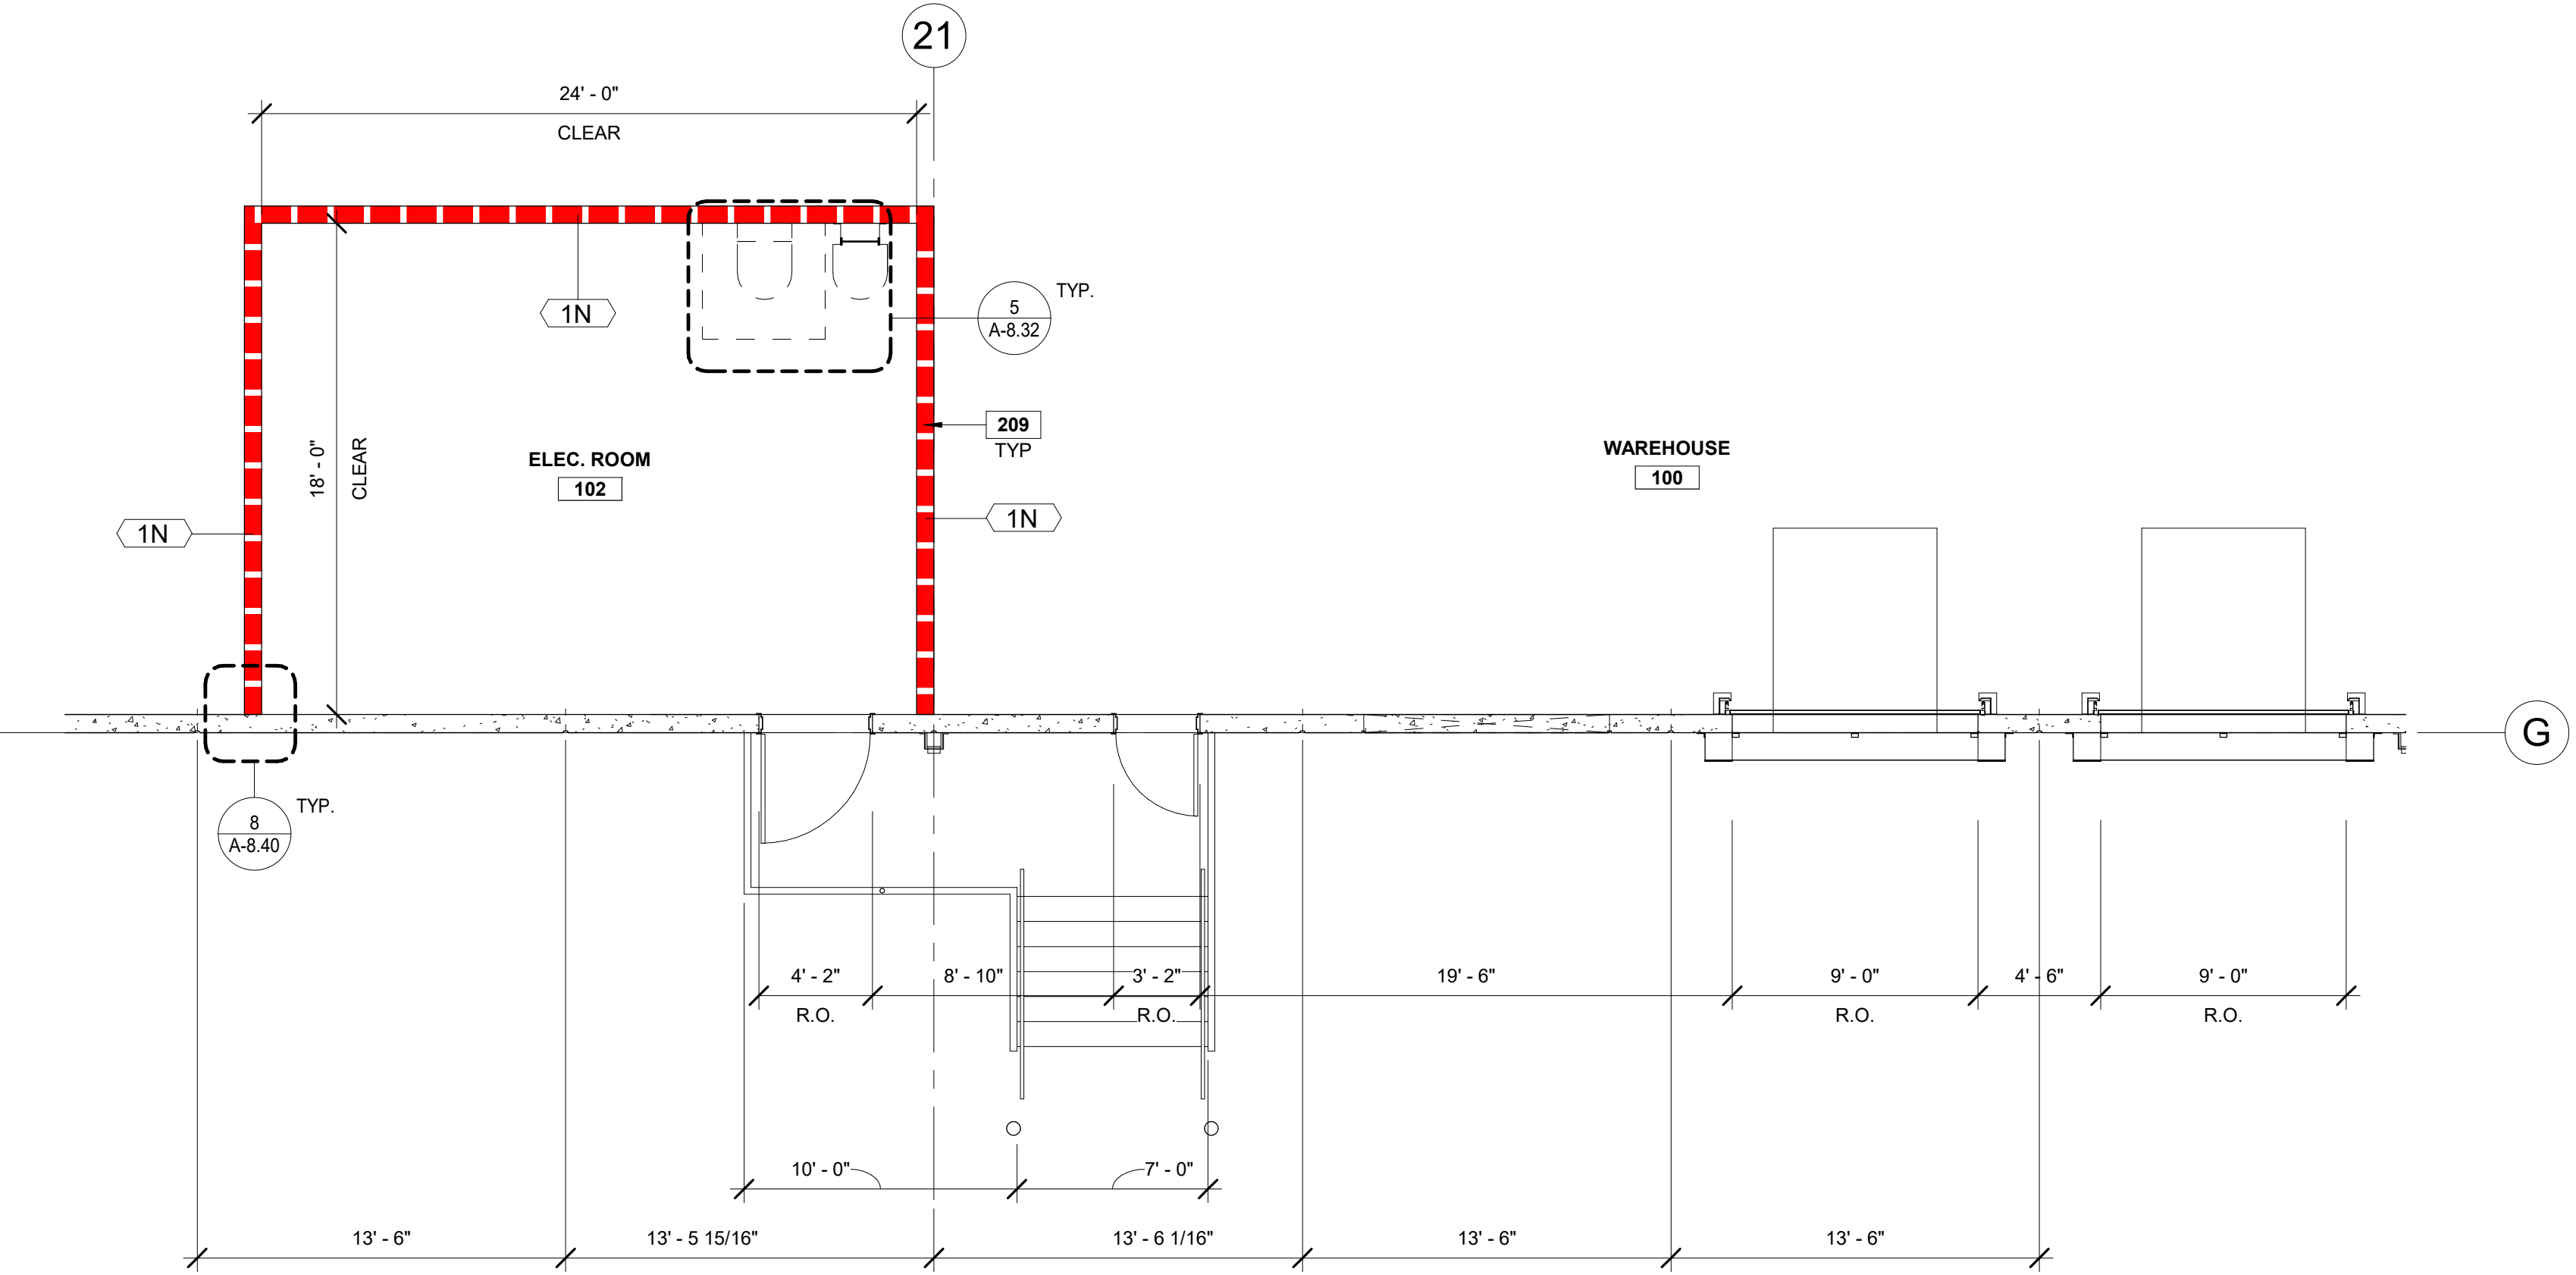 21
24' - 0"
CLEAR
1N
5
A-8.32
TYP.
209
TYP
18' - 0"
CLEAR
ELEC. ROOM
102
WAREHOUSE
100
1N
1N
G
8
A-8.40
TYP.
4' - 2"
R.O.
8' - 10"
3' - 2"
R.O.
19' - 6"
9' - 0"
R.O.
4' - 6"
9' - 0"
R.O.
10' - 0"
7' - 0"
13' - 6"
13' - 5 15/16"
13' - 6 1/16"
13' - 6"
13' - 6"